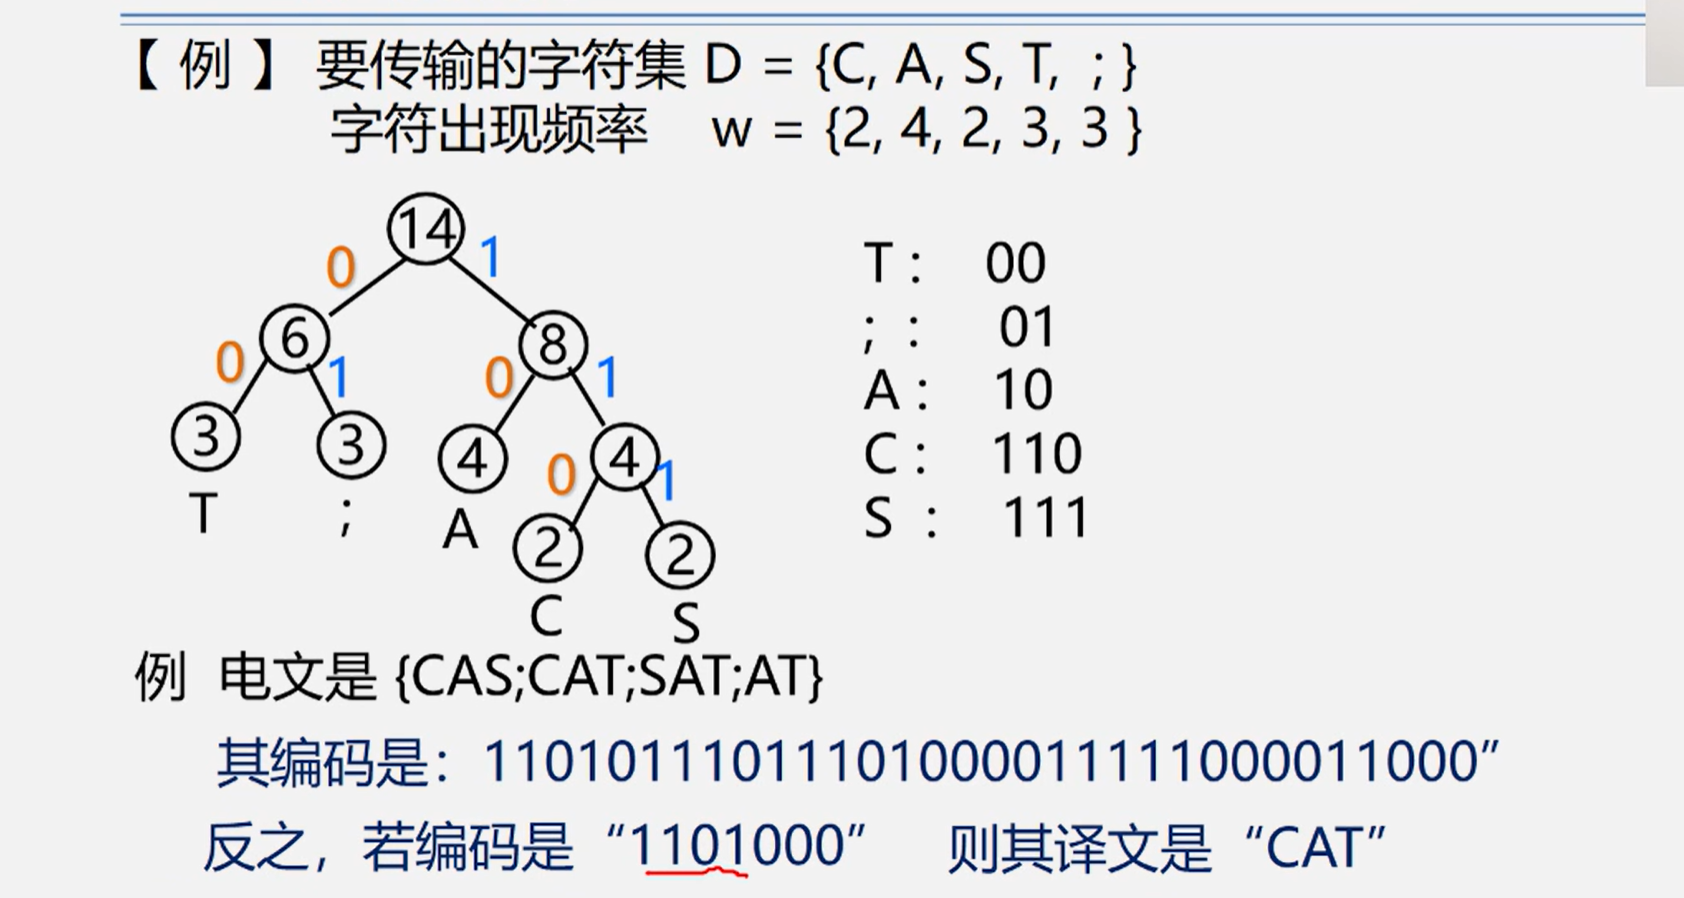 【 例 】 要传输的字符集 D = {C, A, S, T, ; }
字符出现频率 w = {2, 4, 2, 3, 3 }
14
0 1
6 8
0 1 0 1
3 3 4 4
T ; A 0 1
2 2
C S
T : 00
; : 01
A : 10
C : 110
S : 111
例 电文是 {CAS;CAT;SAT;AT}
其编码是：11010111011101000011111000011000”
反之，若编码是“1101000” 则其译文是“CAT”